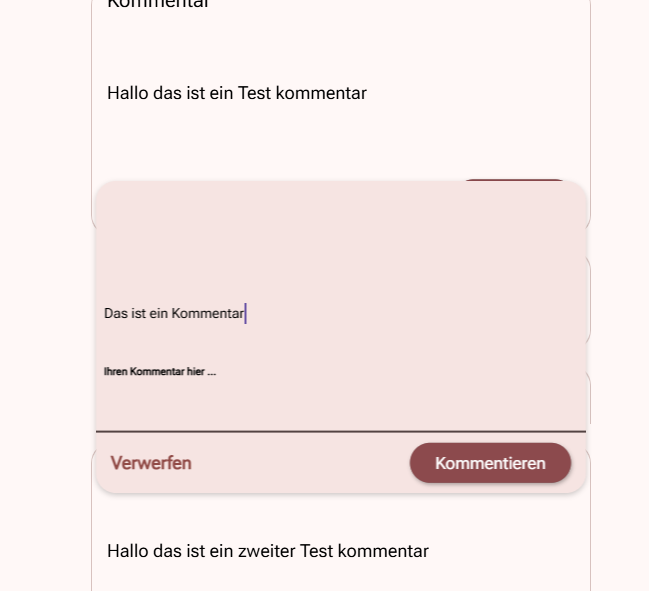 Kommentar
Hallo das ist ein Test kommentar
Das ist ein Kommentar
Ihren Kommentar hier ...
Verwerfen
Kommentieren
Hallo das ist ein zweiter Test kommentar